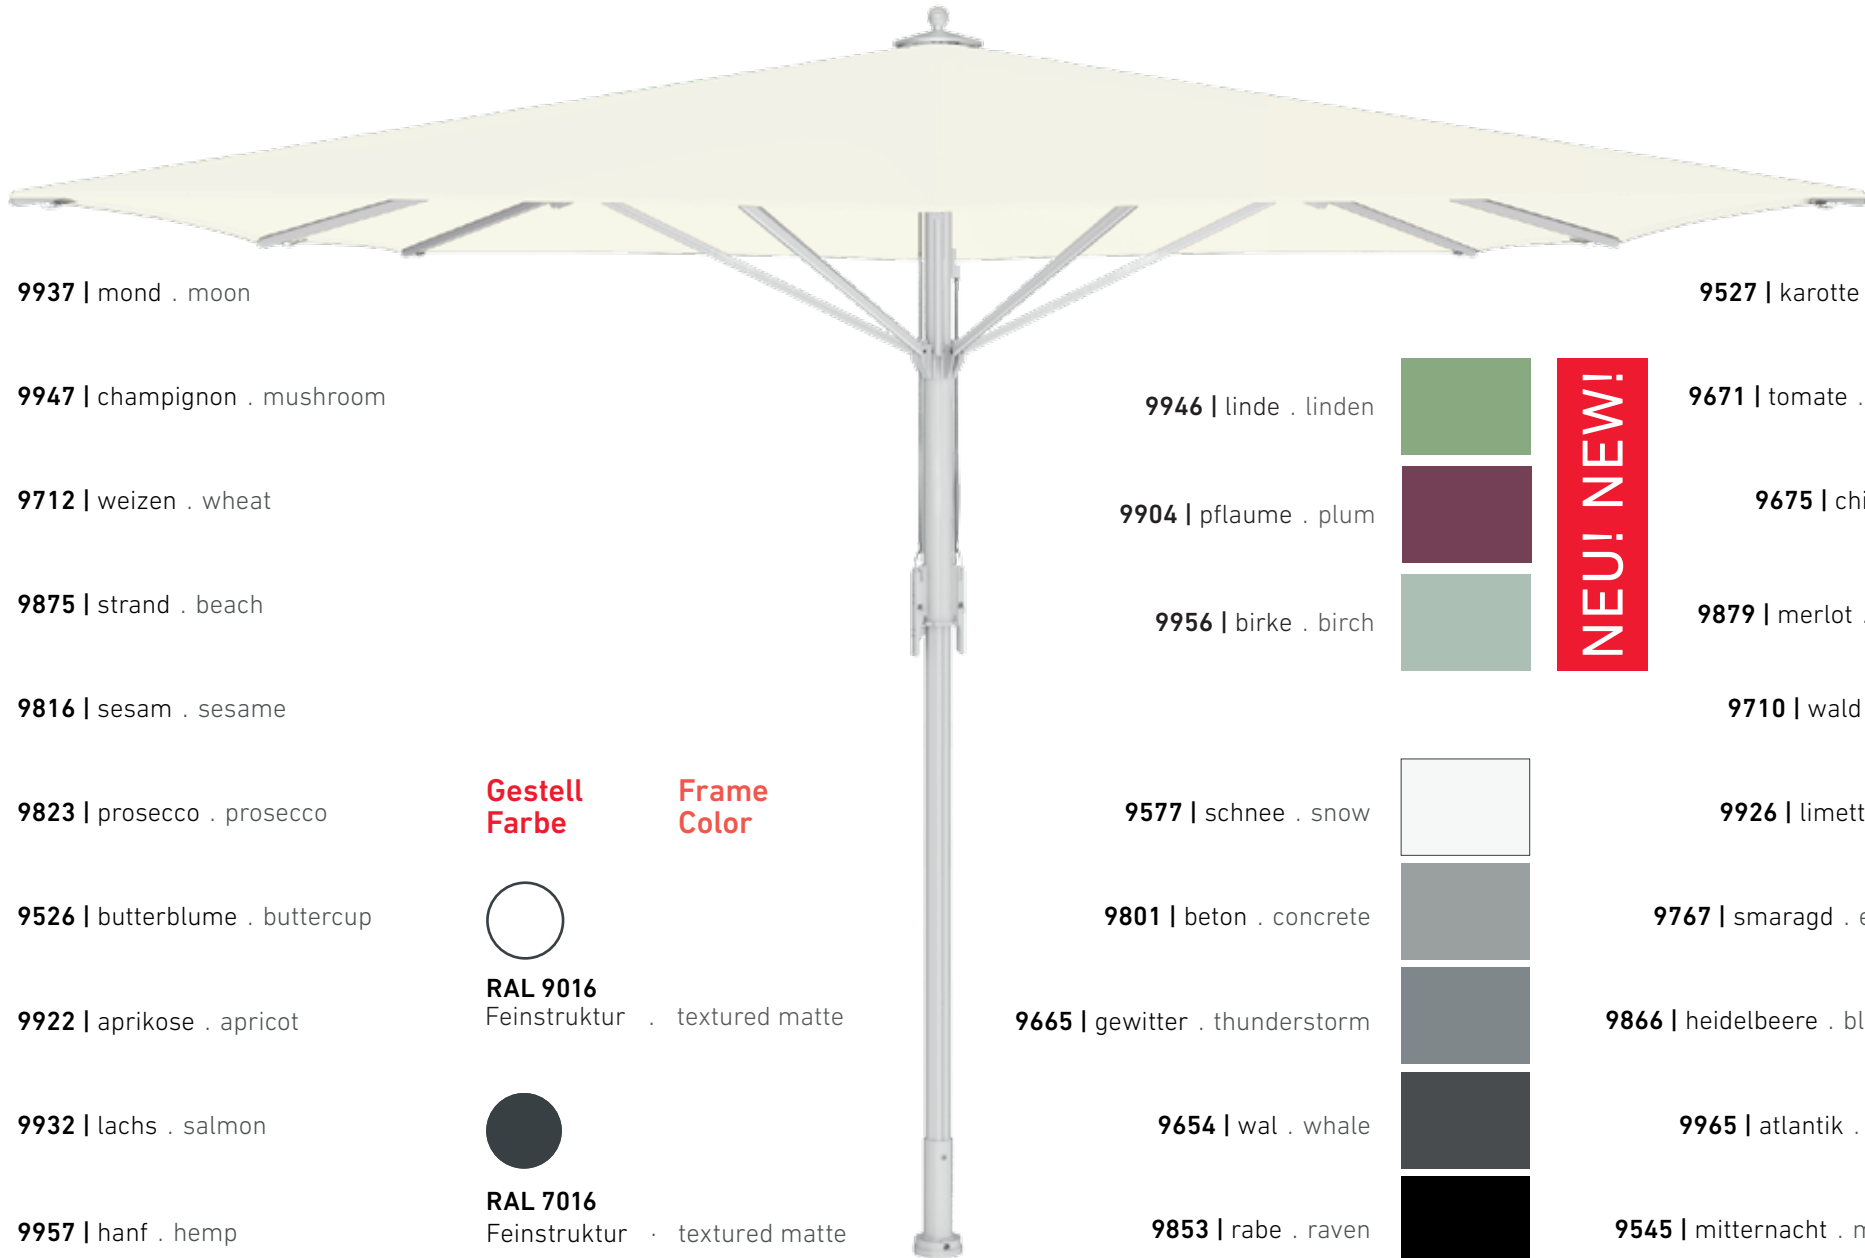 9937 | mond . moon
9947 | champignon . mushroom
9712 | weizen . wheat
9875 | strand . beach
9816 | sesam . sesame
9823 | prosecco . prosecco
9526 | butterblume . buttercup
9922 | aprikose . apricot
9932 | lachs . salmon
9957 | hanf . hemp
Gestell
Farbe
Frame
Color
RAL 9016
Feinstruktur . textured matte
RAL 7016
Feinstruktur · textured matte
9946 | linde . linden
9904 | pflaume . plum
9956 | birke . birch
NEU! NEW!
9577 | schnee . snow
9801 | beton . concrete
9665 | gewitter . thunderstorm
9654 | wal . whale
9853 | rabe . raven
9527 | karotte
9671 | tomate .
9675 |
9879 | merlot .
9710 | wald
9926 |
9767 | smaragd .
9866 | heidelbeere .
9965 | atlantik .
9545 | mitternacht .